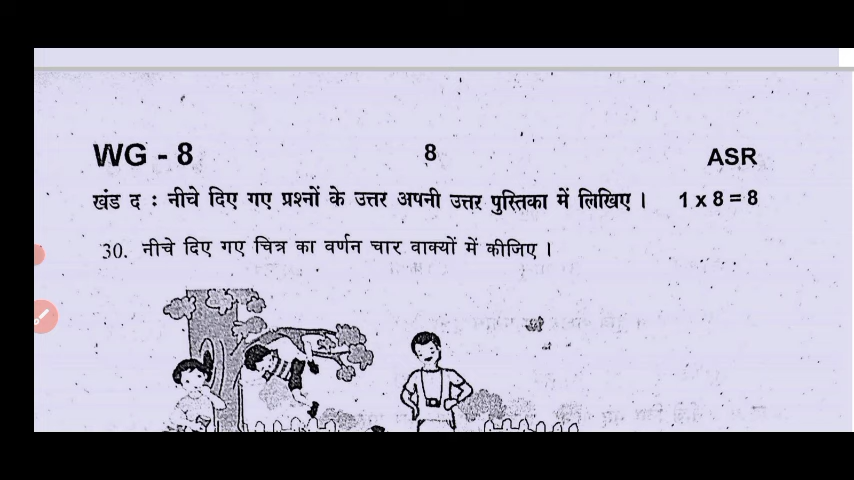 WG - 8 8 ASR
खंड द : नीचे दिए गए प्रश्नों के उत्तर अपनी उत्तर पुस्तिका में लिखिए । 1 x 8 = 8
30. नीचे दिए गए चित्र का वर्णन चार वाक्यों में कीजिए ।